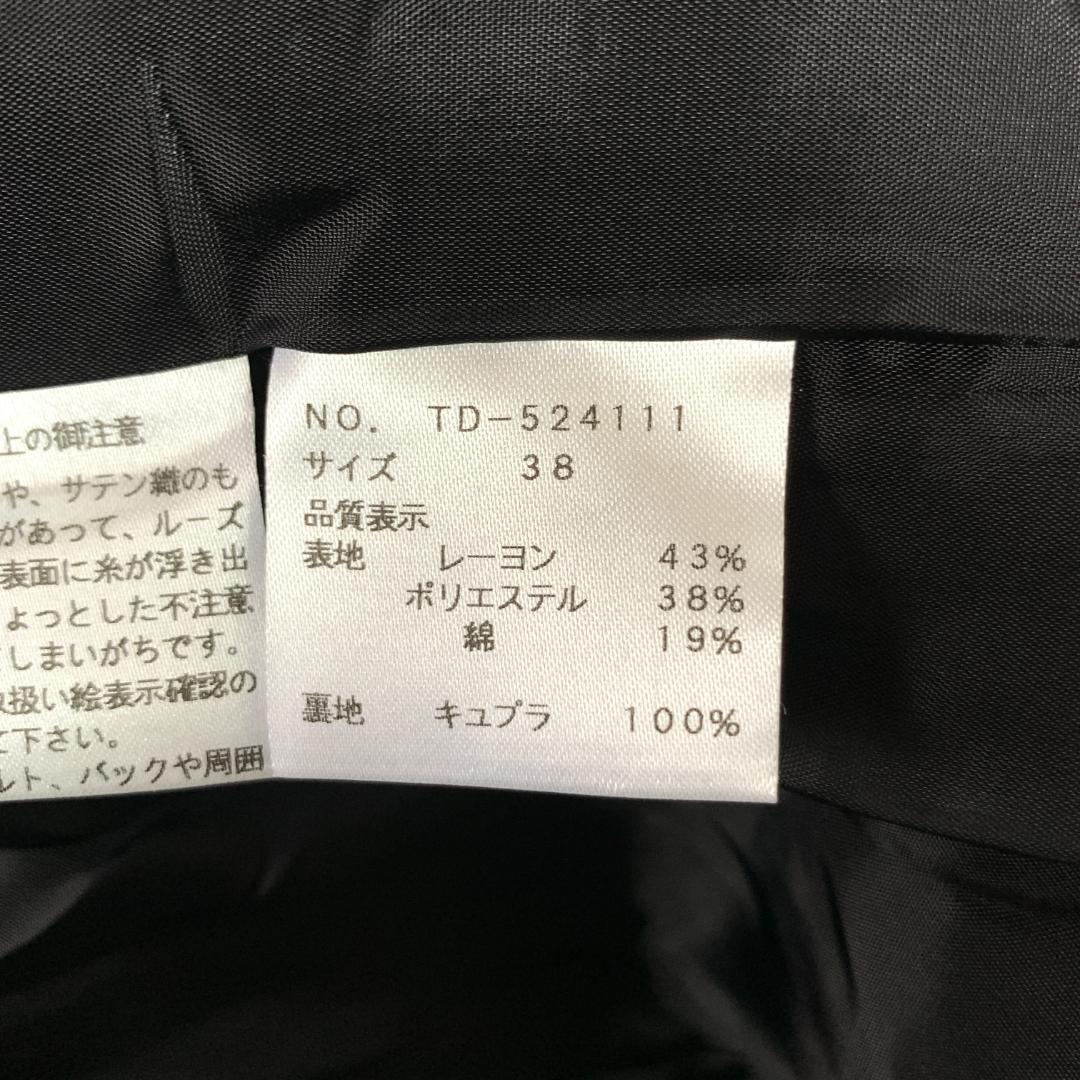 上の御注意
や、サテン織のも
があって、ルーズ
表面に糸が浮き出
ょっとした不注意
しまいがちです。
取扱い絵表示確認の
て下さい。
ルト、バックや周囲
NO. TD-524111
サイズ 38
品質表示
表地 レーヨン 43%
ポリエステル 38%
綿 19%
裏地 キュプラ 100%